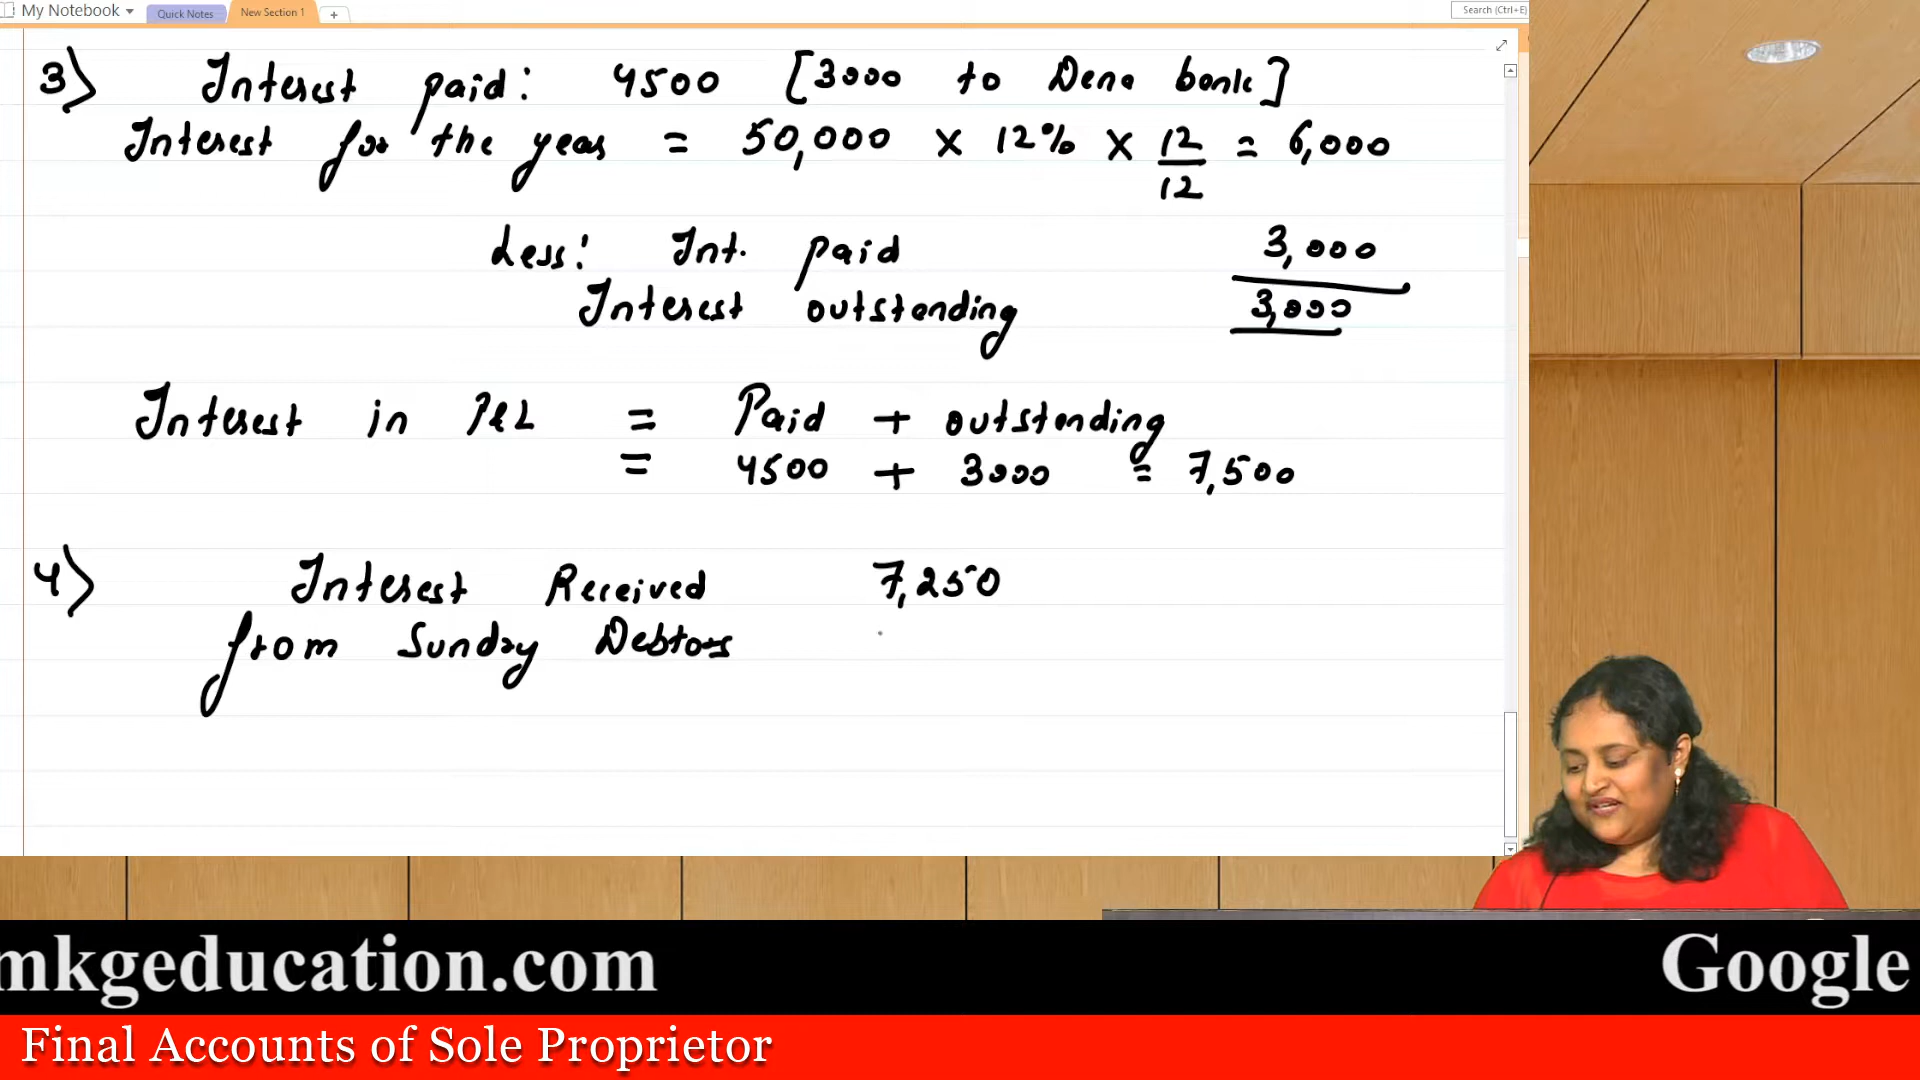 My Notebook
Quick Notes
New Section 1
+
Search (Ctrl+E)
3) Interest paid: 4500 [3000 to Dena bank]
Interest for the year = 50,000 × 12% × 12/12 = 6,000
Less: Int. paid 3,000
Interest outstanding 3,000
Interest in P&L = Paid + outstanding
= 4500 + 3000 = 7,500
4) Interest Received 7,250
from Sundry Debtors
mkgeducation.com
Google
Final Accounts of Sole Proprietor